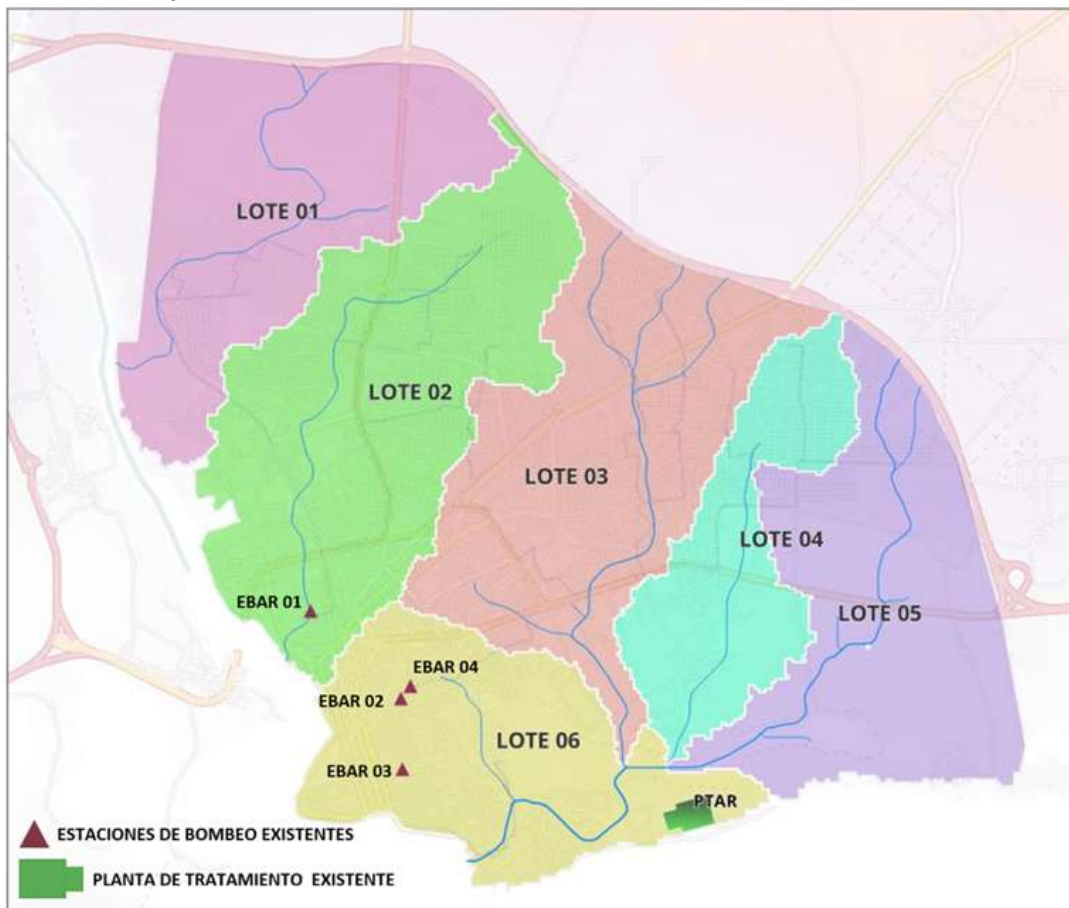 LOTE 01
LOTE 02
LOTE 03
LOTE 04
LOTE 05
EBAR 01
EBAR 04
EBAR 02
LOTE 06
EBAR 03
PTAR
ESTACIONES DE BOMBEO EXISTENTES
PLANTA DE TRATAMIENTO EXISTENTE